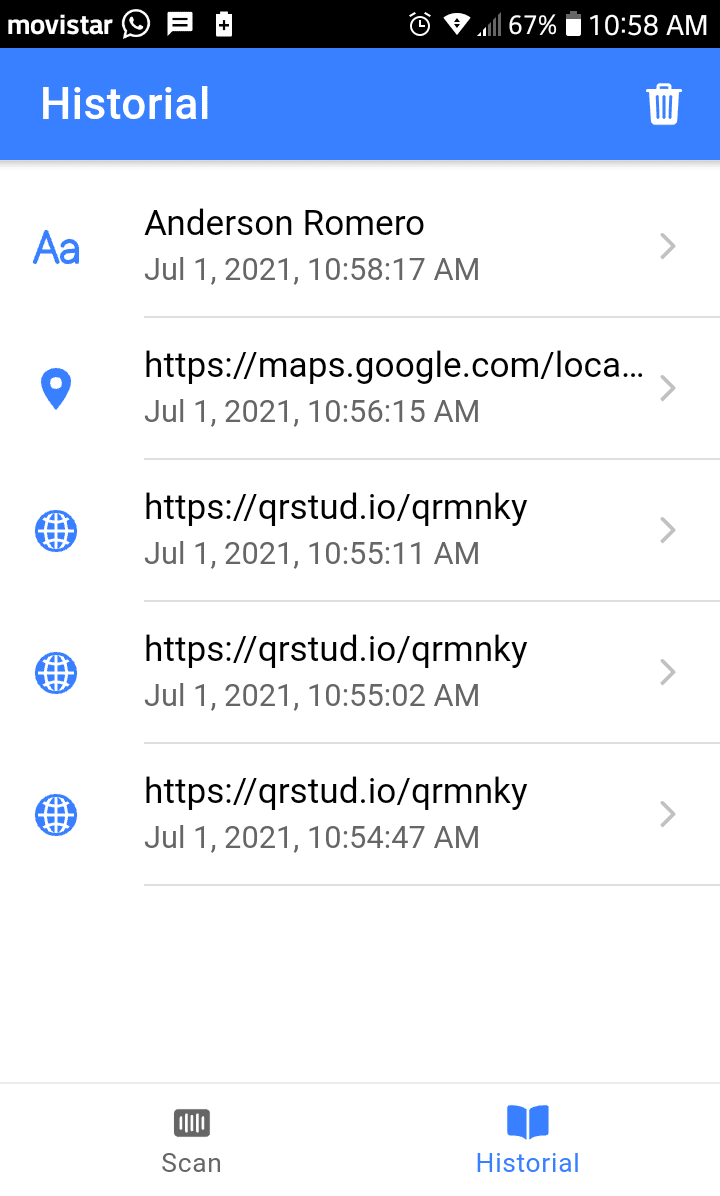 movistar 67% 10:58 AM
Historial
Aa
Anderson Romero
Jul 1, 2021, 10:58:17 AM
https://maps.google.com/loca...
Jul 1, 2021, 10:56:15 AM
https://qrstud.io/qrmnky
Jul 1, 2021, 10:55:11 AM
https://qrstud.io/qrmnky
Jul 1, 2021, 10:55:02 AM
https://qrstud.io/qrmnky
Jul 1, 2021, 10:54:47 AM
Scan
Historial